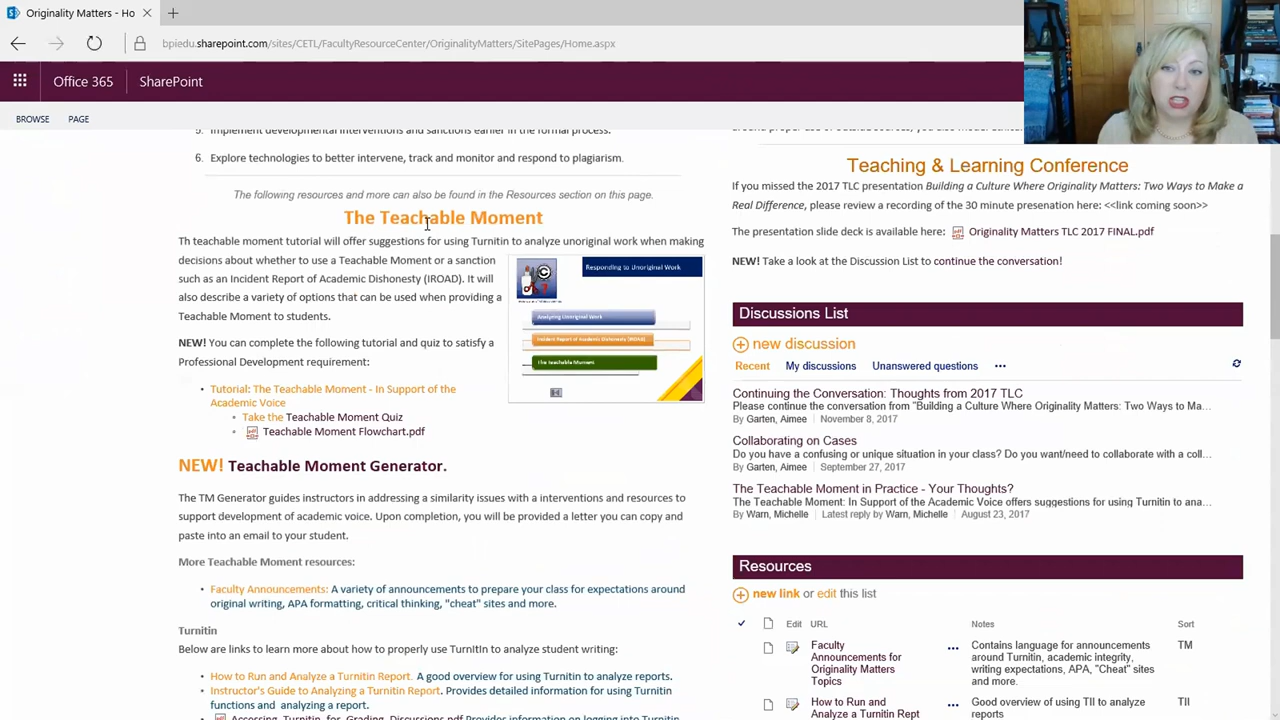 Originality Matters - Ho
bpiedu.sharepoint.com/sites/CETL/FacultyResourceCenter/OriginalityMatters/SitePages/Home.aspx
Office 365
SharePoint
BROWSE
PAGE
5. Implement developmental interventions and sanctions earlier in the formal process.
6. Explore technologies to better intervene, track and monitor and respond to plagiarism.
The following resources and more can also be found in the Resources section on this page.
The Teachable Moment
Th teachable moment tutorial will offer suggestions for using Turnitin to analyze unoriginal work when making
decisions about whether to use a Teachable Moment or a sanction
such as an Incident Report of Academic Dishonesty (IROAD). It will
also describe a variety of options that can be used when providing a
Teachable Moment to students.
NEW! You can complete the following tutorial and quiz to satisfy a
Professional Development requirement:
Tutorial: The Teachable Moment - In Support of the
Academic Voice
Take the Teachable Moment Quiz
Teachable Moment Flowchart.pdf
Responding to Unoriginal Work
Analyzing Unoriginal Work
Incident Report of Academic Dishonesty (IROAD)
The Teachable Moment
NEW! Teachable Moment Generator.
The TM Generator guides instructors in addressing a similarity issues with a interventions and resources to
support development of academic voice. Upon completion, you will be provided a letter you can copy and
paste into an email to your student.
More Teachable Moment resources:
Faculty Announcements: A variety of announcements to prepare your class for expectations around
original writing, APA formatting, critical thinking, "cheat" sites and more.
Turnitin
Below are links to learn more about how to properly use TurnItIn to analyze student writing:
How to Run and Analyze a Turnitin Report. A good overview for using Turnitin to analyze reports.
Instructor's Guide to Analyzing a Turnitin Report. Provides detailed information for using Turnitin
functions and analyzing a report.
Accessing_Turnitin_for_Grading_Discussions.pdf Provides information on logging into Turnitin
Teaching & Learning Conference
If you missed the 2017 TLC presentation Building a Culture Where Originality Matters: Two Ways to Make a
Real Difference, please review a recording of the 30 minute presenation here: <<link coming soon>>
The presentation slide deck is available here: Originality Matters TLC 2017 FINAL.pdf
NEW! Take a look at the Discussion List to continue the conversation!
Discussions List
new discussion
Recent My discussions Unanswered questions ...
Continuing the Conversation: Thoughts from 2017 TLC
Please continue the conversation from "Building a Culture Where Originality Matters: Two Ways to Ma...
By Garten, Aimee | November 8, 2017
Collaborating on Cases
Do you have a confusing or unique situation in your class? Do you want/need to collaborate with a coll...
By Garten, Aimee | September 27, 2017
The Teachable Moment in Practice - Your Thoughts?
The Teachable Moment: In Support of the Academic Voice offers suggestions for using Turnitin to ana...
By Warn, Michelle | Latest reply by Warn, Michelle | August 23, 2017
Resources
new link or edit this list
Edit URL Notes Sort
Faculty
Announcements for
Originality Matters
Topics
...
Contains language for announcements
around Turnitin, academic integrity,
writing expectations, APA, "Cheat" sites
and more.
TM
How to Run and
Analyze a Turnitin Rept
...
Good overview of using TII to analyze
reports
TII